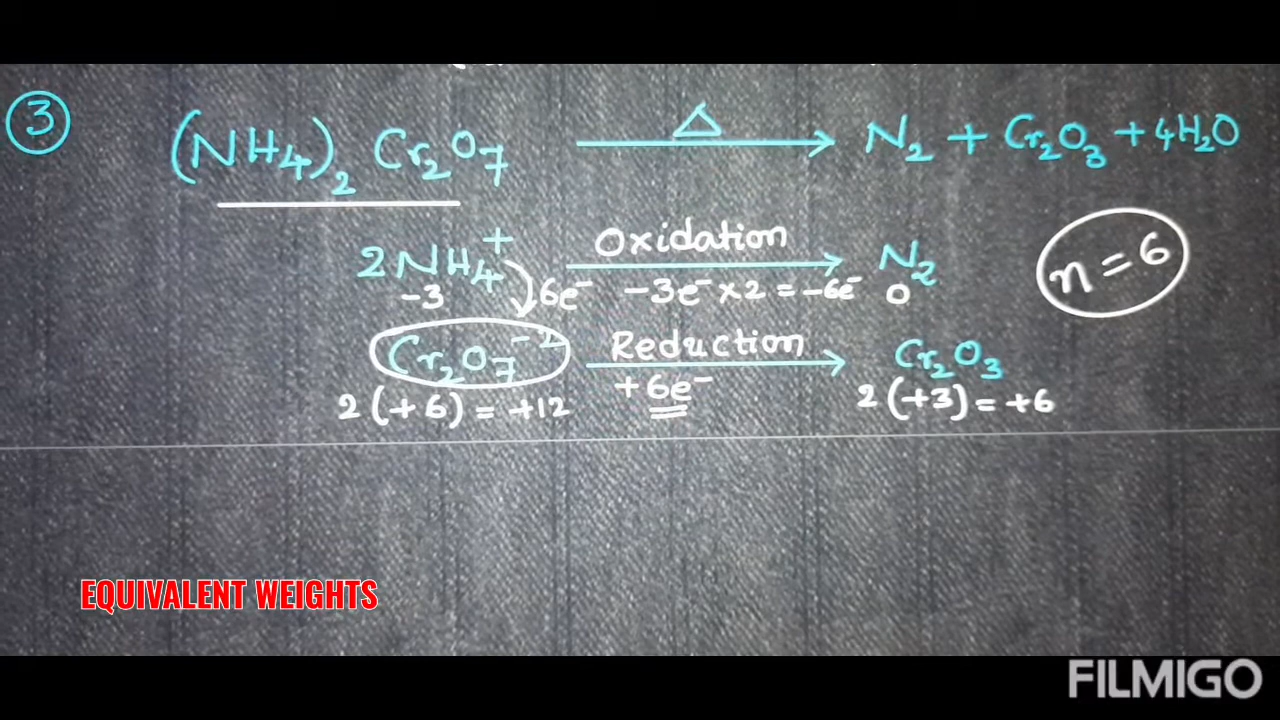 ③ (NH₄)₂ Cr₂O₇ —Δ→ N₂ + Cr₂O₃ + 4H₂O
2NH₄⁺ Oxidation → N₂
-3 6e⁻ -3e⁻ × 2 = -6e⁻ 0
n = 6
Cr₂O₇⁻² Reduction → Cr₂O₃
2(+6) = +12 +6e⁻ 2(+3) = +6
EQUIVALENT WEIGHTS
FILMIGO